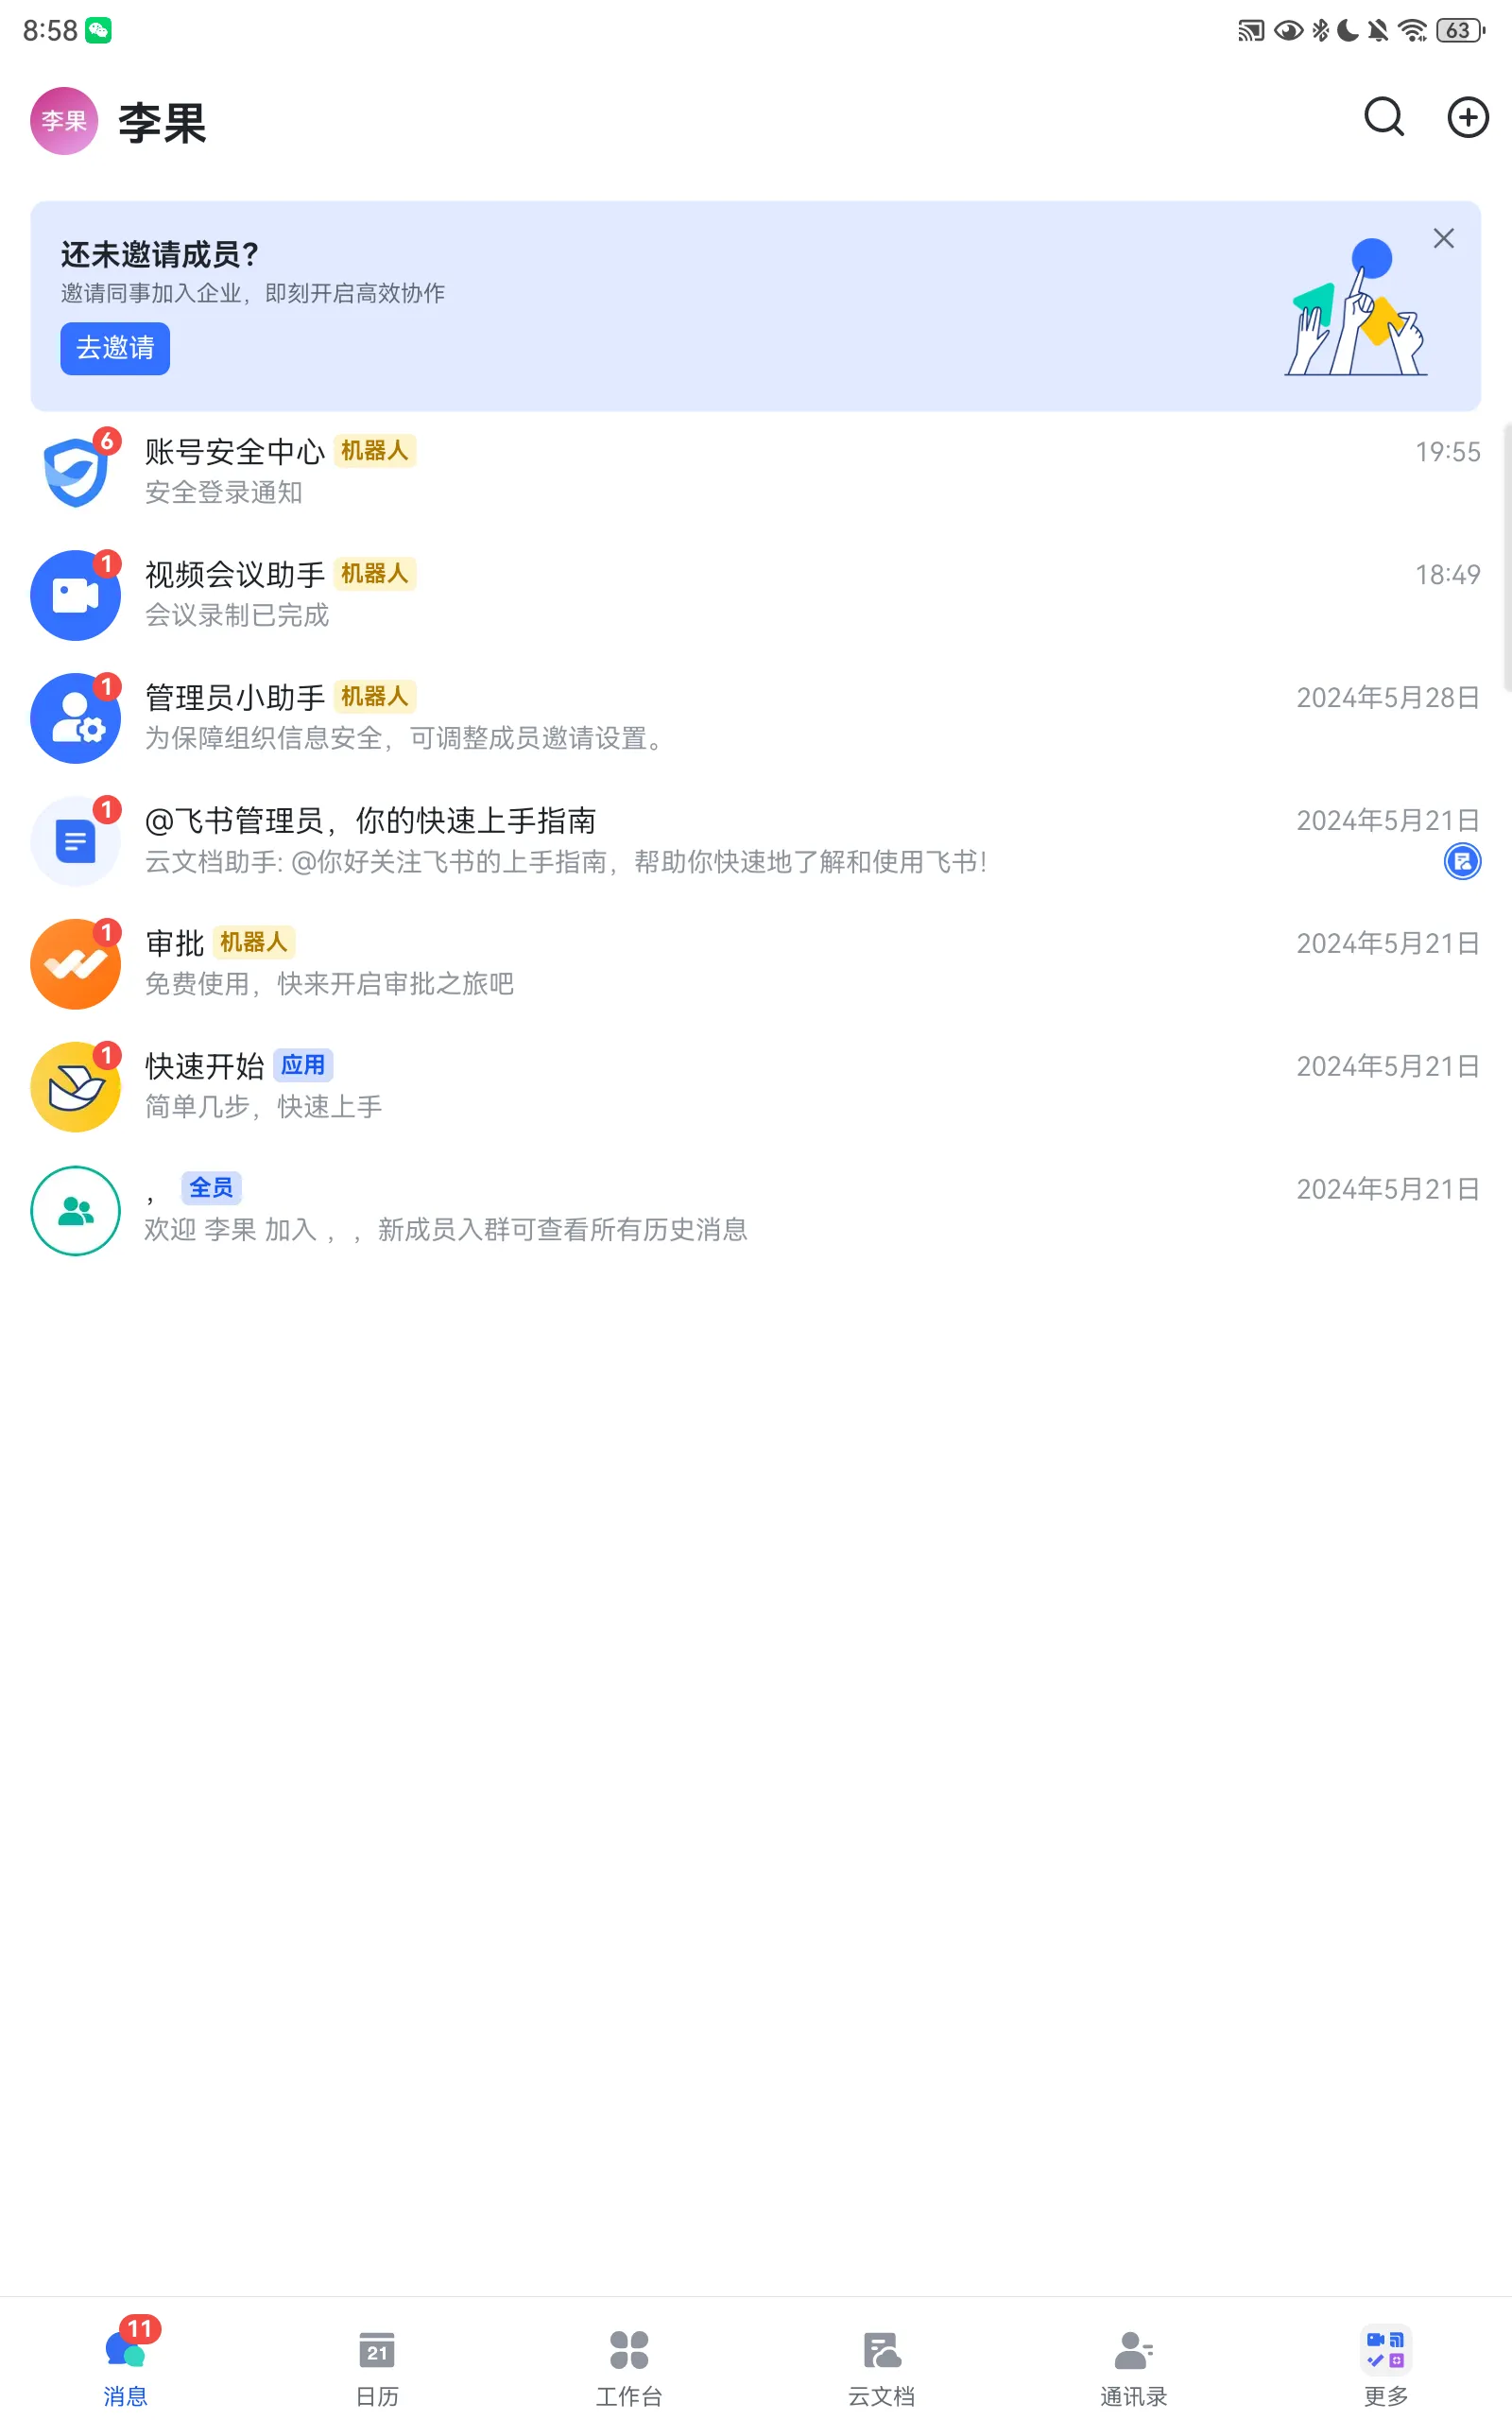 8:58
63
李果 李果
还未邀请成员？
邀请同事加入企业，即刻开启高效协作
去邀请
6
账号安全中心 机器人 19:55
安全登录通知
1
视频会议助手 机器人 18:49
会议录制已完成
1
管理员小助手 机器人 2024年5月28日
为保障组织信息安全，可调整成员邀请设置。
1
@飞书管理员，你的快速上手指南 2024年5月21日
云文档助手: @你好关注飞书的上手指南，帮助你快速地了解和使用飞书！
1
审批 机器人 2024年5月21日
免费使用，快来开启审批之旅吧
1
快速开始 应用 2024年5月21日
简单几步，快速上手
， 全员 2024年5月21日
欢迎 李果 加入 ，，新成员入群可查看所有历史消息
11
21
消息 日历 工作台 云文档 通讯录 更多